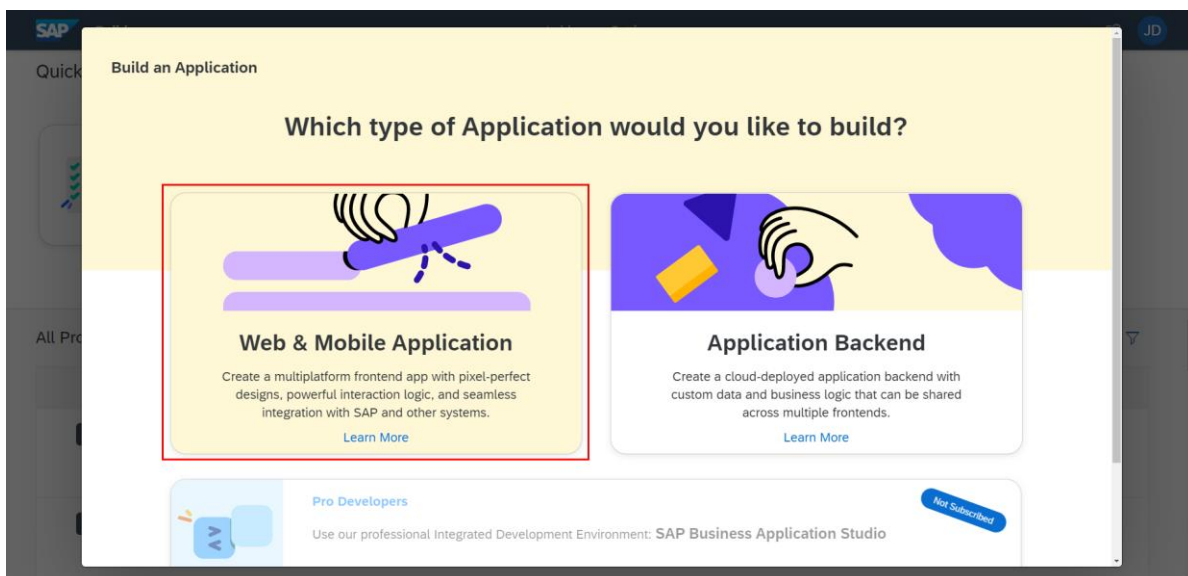 SAP
JD
Quick
Build an Application
Which type of Application would you like to build?
Web & Mobile Application
Create a multiplatform frontend app with pixel-perfect
designs, powerful interaction logic, and seamless
integration with SAP and other systems.
Learn More
Application Backend
Create a cloud-deployed application backend with
custom data and business logic that can be shared
across multiple frontends.
Learn More
All Pro
Pro Developers
Not Subscribed
Use our professional Integrated Development Environment: SAP Business Application Studio